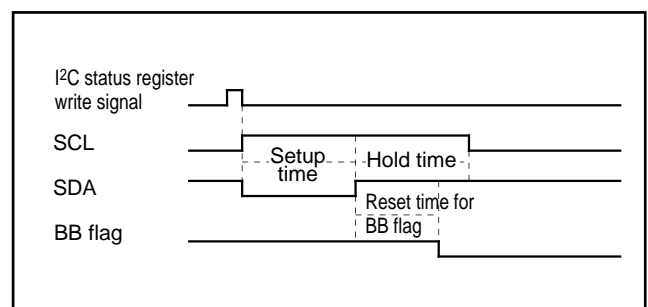 I²C status register
write signal
SCL
Setup
time
Hold time
SDA
Reset time for
BB flag
BB flag